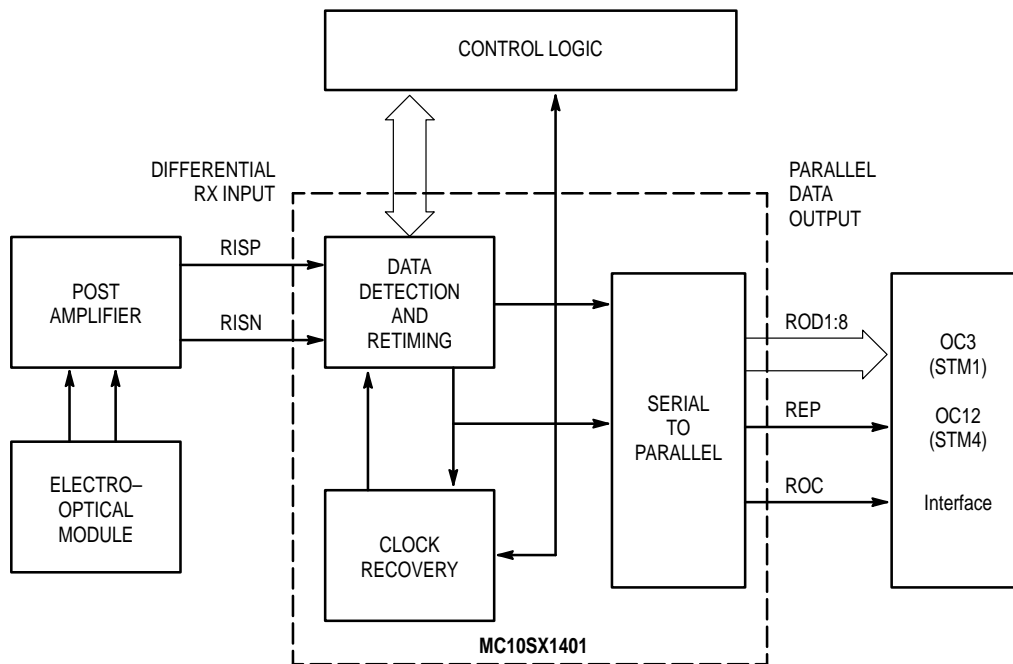 CONTROL LOGIC
DIFFERENTIAL
RX INPUT
PARALLEL
DATA
OUTPUT
POST
AMPLIFIER
RISP
RISN
DATA
DETECTION
AND
RETIMING
SERIAL
TO
PARALLEL
ROD1:8
REP
ROC
OC3
(STM1)
OC12
(STM4)
Interface
ELECTRO–
OPTICAL
MODULE
CLOCK
RECOVERY
MC10SX1401